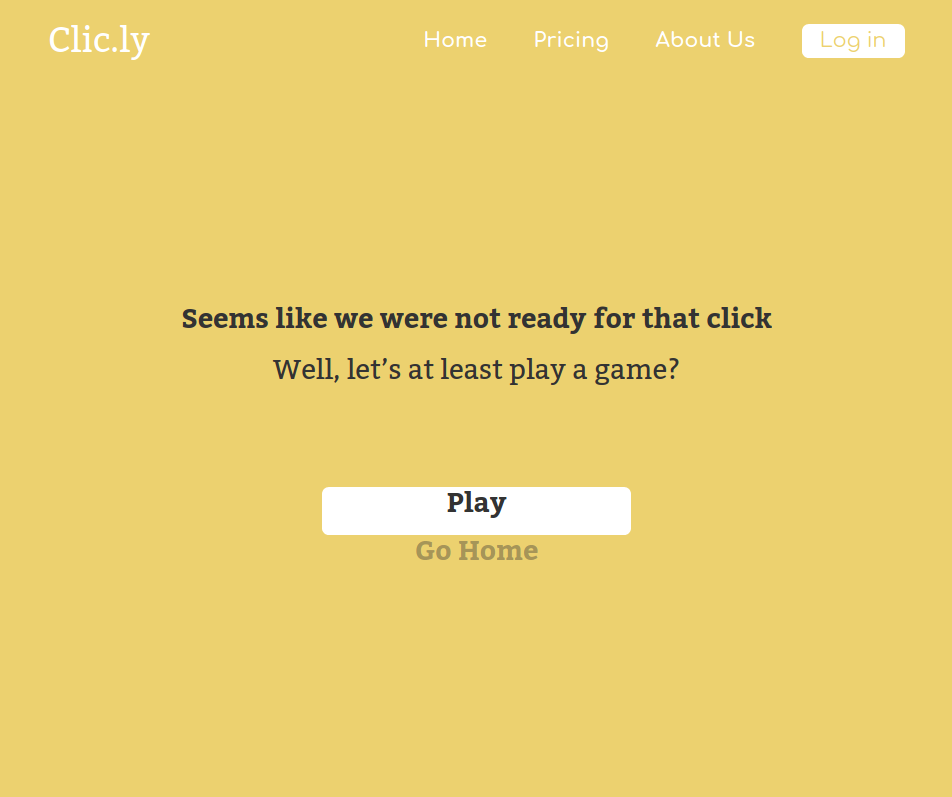 Clic.ly Home Pricing About Us Log in
Seems like we were not ready for that click
Well, let’s at least play a game?
Play
Go Home